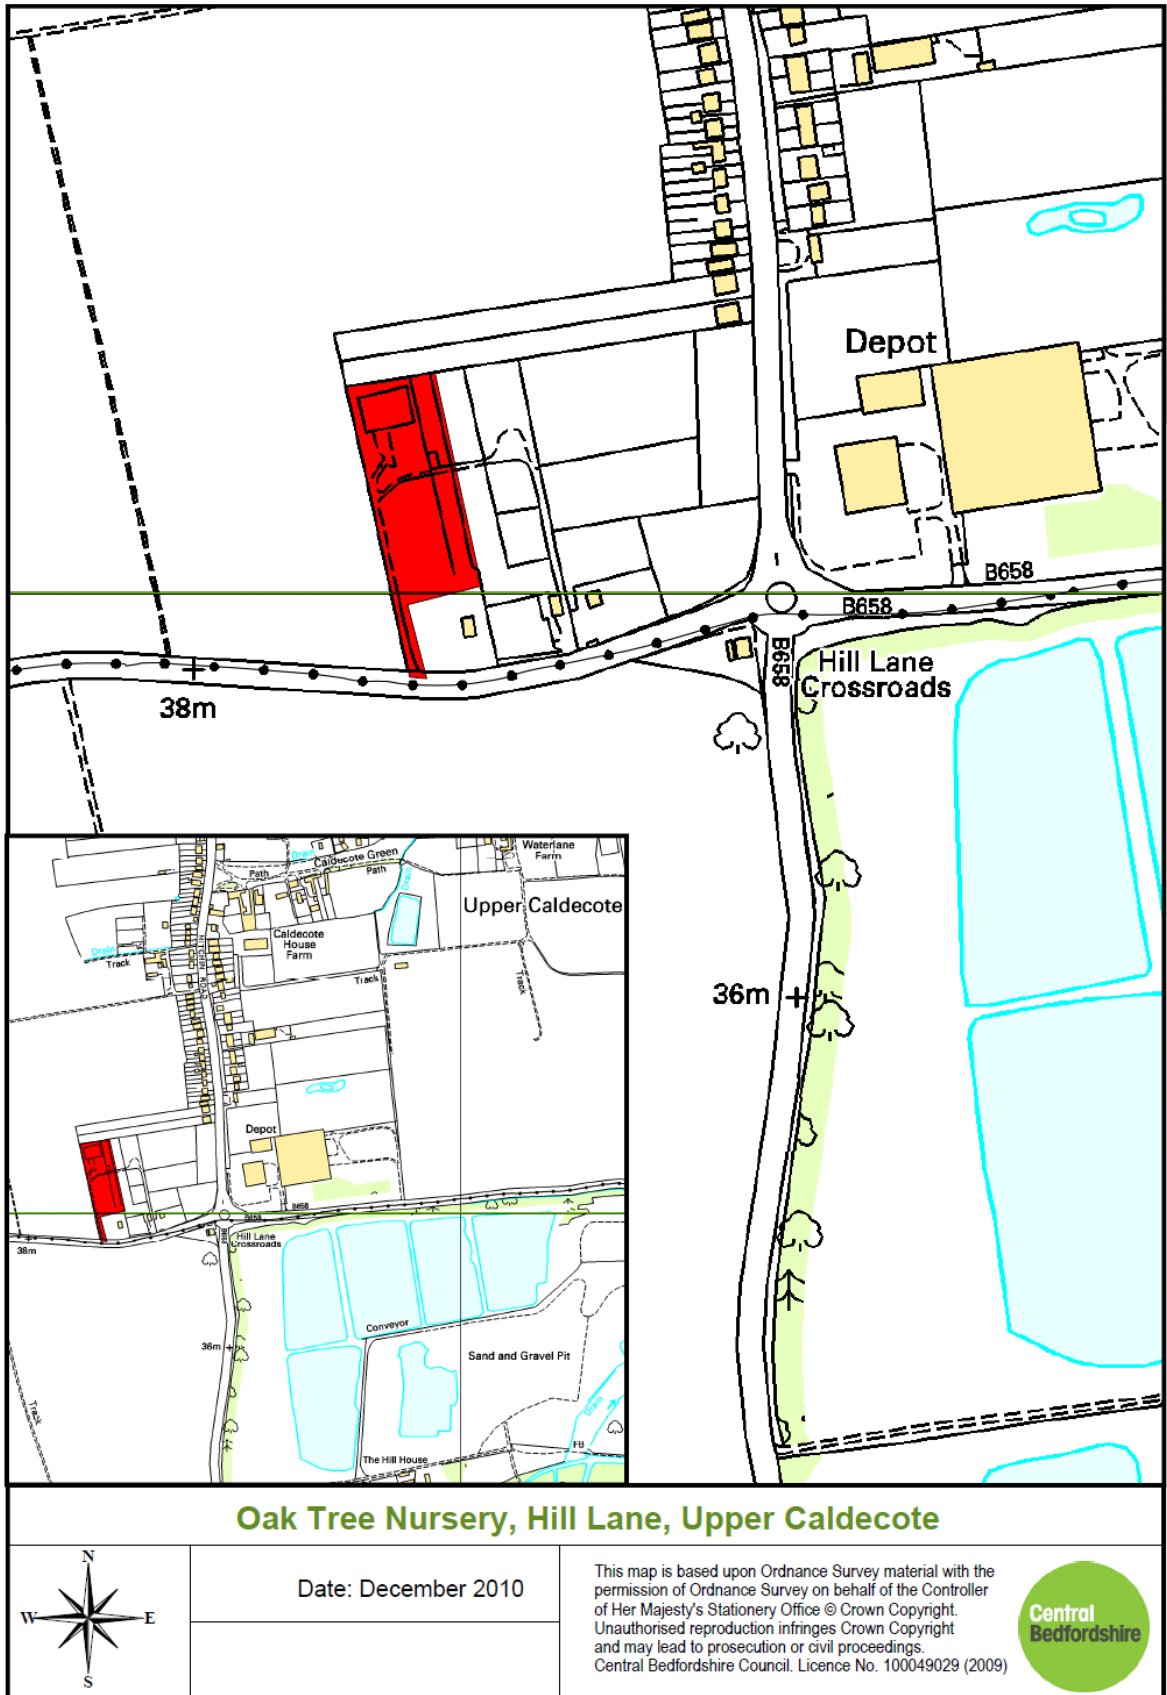 Depot
B658
B658
B658
Hill Lane
Crossroads
38m
36m
Drain
Caldecote Green
Path
Path
Drain
Waterlane
Farm
Upper Caldecote
Caldecote
House
Farm
Drain
Track
HITCHIN ROAD
Track
Track
Depot
B658
B658
B658
Hill Lane
Crossroads
38m
36m
Conveyor
Sand and Gravel Pit
Drain
Track
FB
The Hill House
Oak Tree Nursery, Hill Lane, Upper Caldecote
N
W
E
S
Date: December 2010
This map is based upon Ordnance Survey material with the
permission of Ordnance Survey on behalf of the Controller
of Her Majesty's Stationery Office © Crown Copyright.
Unauthorised reproduction infringes Crown Copyright
and may lead to prosecution or civil proceedings.
Central Bedfordshire Council. Licence No. 100049029 (2009)
Central
Bedfordshire